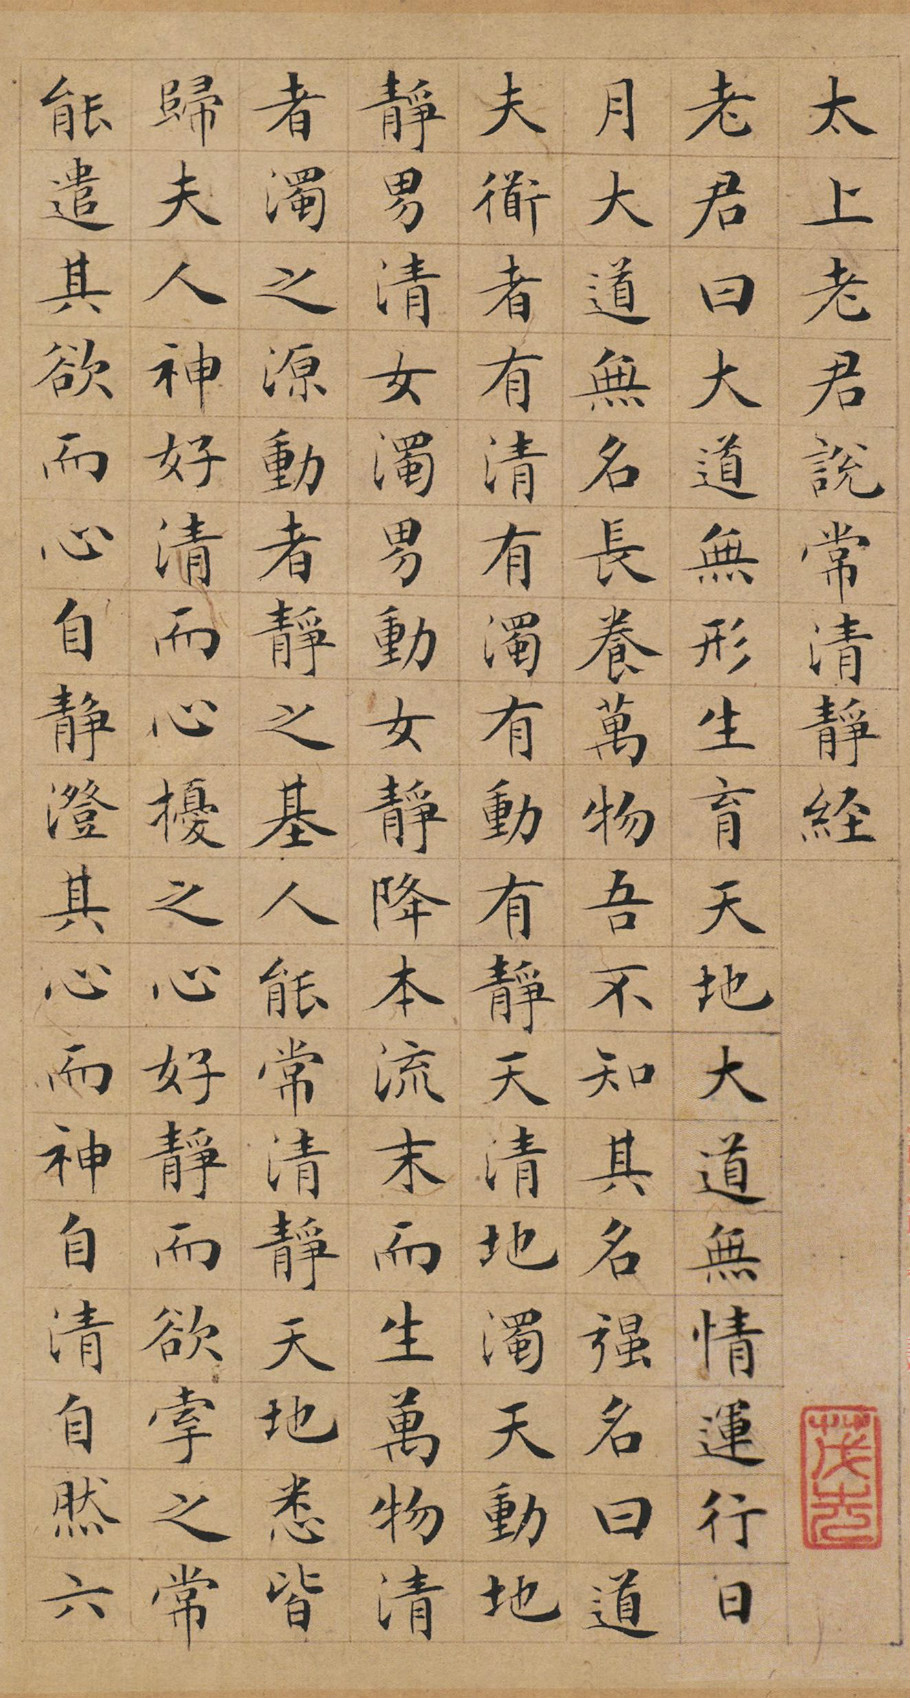 太上老君說常清靜経
老君曰大道無形生育天地大道無情運行日
月大道無名長養萬物吾不知其名强名曰道
夫衜者有清有濁有動有靜天清地濁天動地
靜男清女濁男動女靜降本流末而生萬物清
者濁之源動者靜之基人能常清靜天地悉皆
歸夫人神好清而心擾之心好靜而欲牽之常
能遣其欲而心自静澄其心而神自清自然六